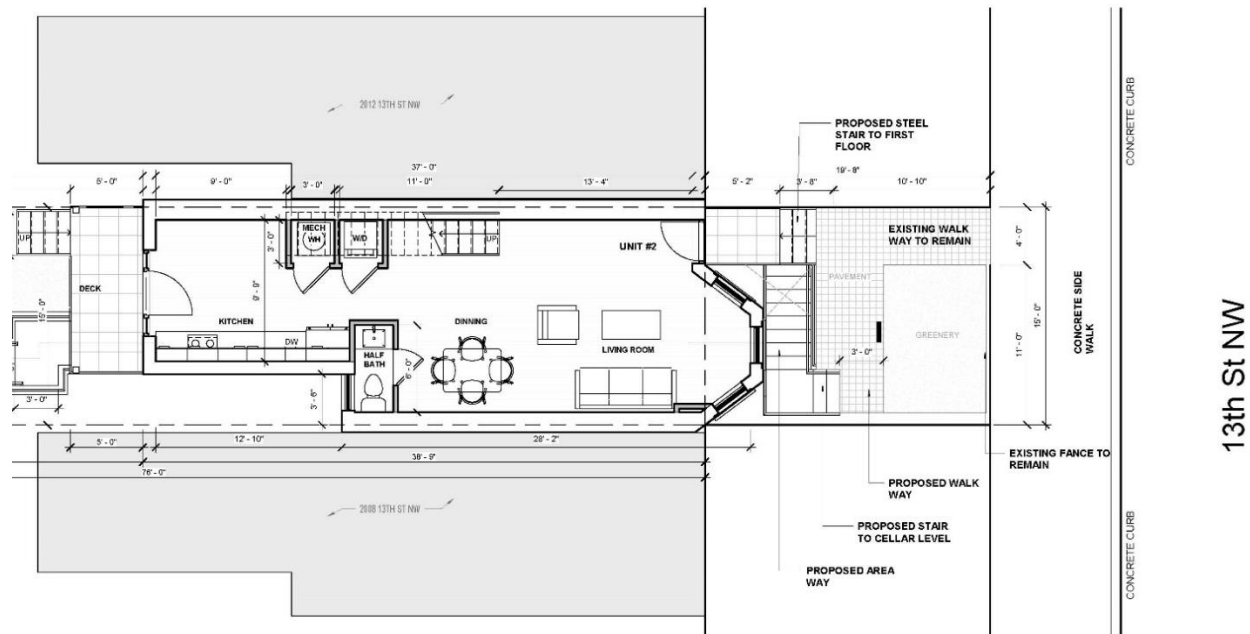 2012 13TH ST NW
PROPOSED STEEL
STAIR TO FIRST
FLOOR
CONCRETE CURB
37' - 0"
19' - 8"
5' - 0"
9' - 0"
3' - 0"
11' - 0"
13' - 4"
5' - 2"
3' - 8"
10' - 10"
UP
MECH
WH
W/D
UP
UNIT #2
EXISTING WALK
WAY TO REMAIN
4' - 0"
3' - 0"
9' - 9"
DECK
PAVEMENT
GREENERY
KITCHEN
DINNING
LIVING ROOM
DW
HALF
BATH
6' - 0"
3' - 0"
11' - 0"
15' - 0"
CONCRETE SIDE
WALK
13th St NW
3' - 0"
3' - 6"
5' - 0"
12' - 10"
28' - 2"
38' - 9"
76' - 0"
EXISTING FANCE TO
REMAIN
PROPOSED WALK
WAY
2008 13TH ST NW
PROPOSED STAIR
TO CELLAR LEVEL
PROPOSED AREA
WAY
CONCRETE CURB